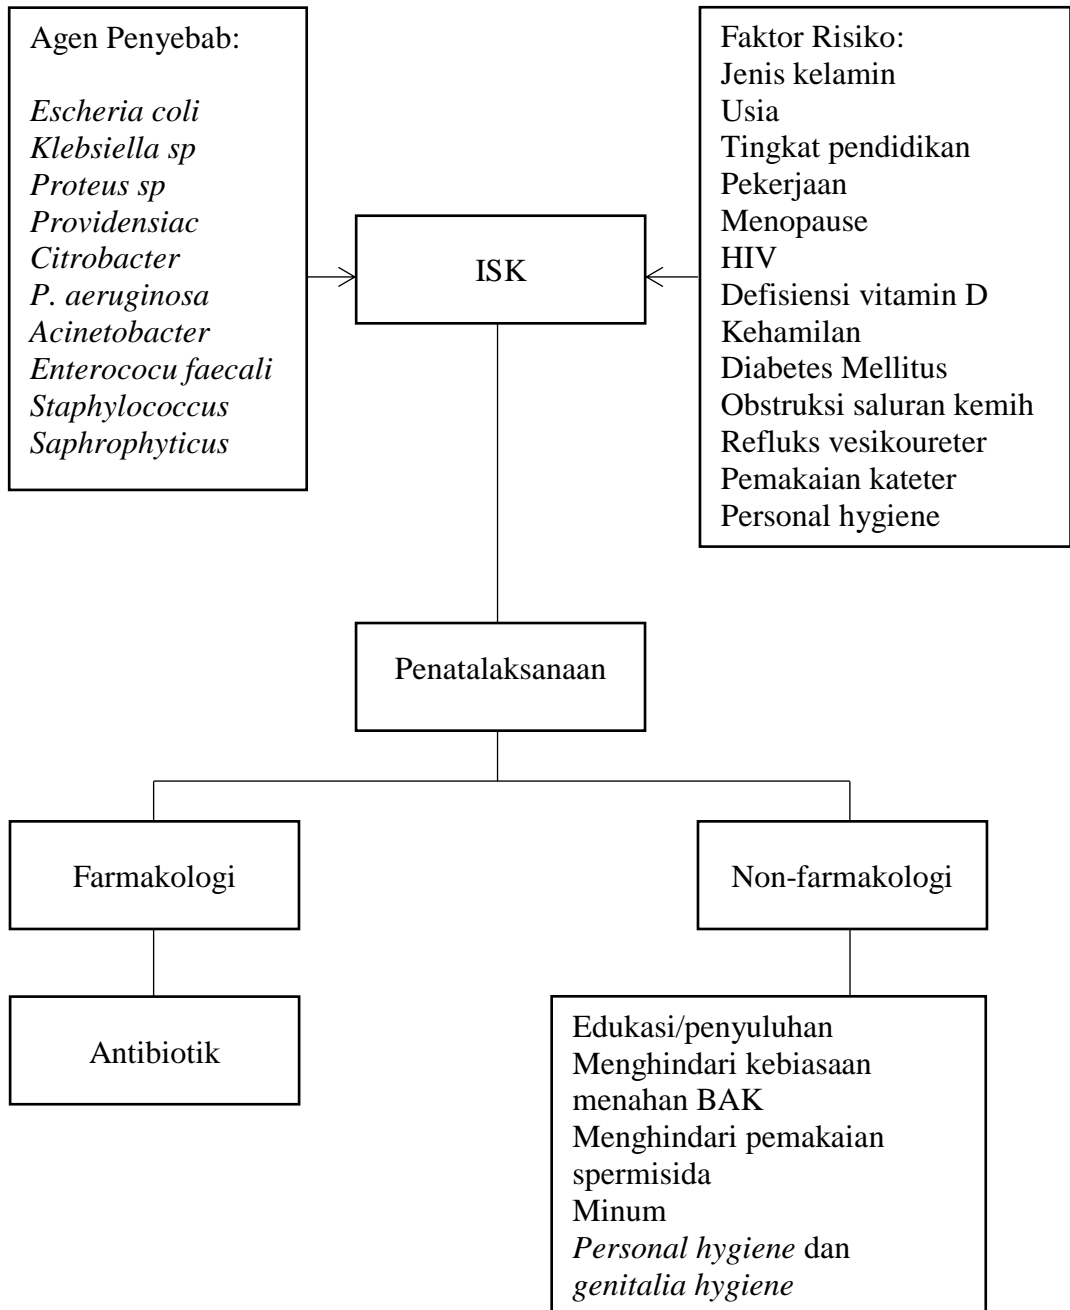 Agen Penyebab:
Escheria coli
Klebsiella sp
Proteus sp
Providensiac
Citrobacter
P. aeruginosa
Acinetobacter
Enterococu faecali
Staphylococcus
Saphrophyticus
ISK
Faktor Risiko:
Jenis kelamin
Usia
Tingkat pendidikan
Pekerjaan
Menopause
HIV
Defisiensi vitamin D
Kehamilan
Diabetes Mellitus
Obstruksi saluran kemih
Refluks vesikoureter
Pemakaian kateter
Personal hygiene
Penatalaksanaan
Farmakologi
Non-farmakologi
Antibiotik
Edukasi/penyuluhan
Menghindari kebiasaan
menahan BAK
Menghindari pemakaian
spermisida
Minum
Personal hygiene dan
genitalia hygiene